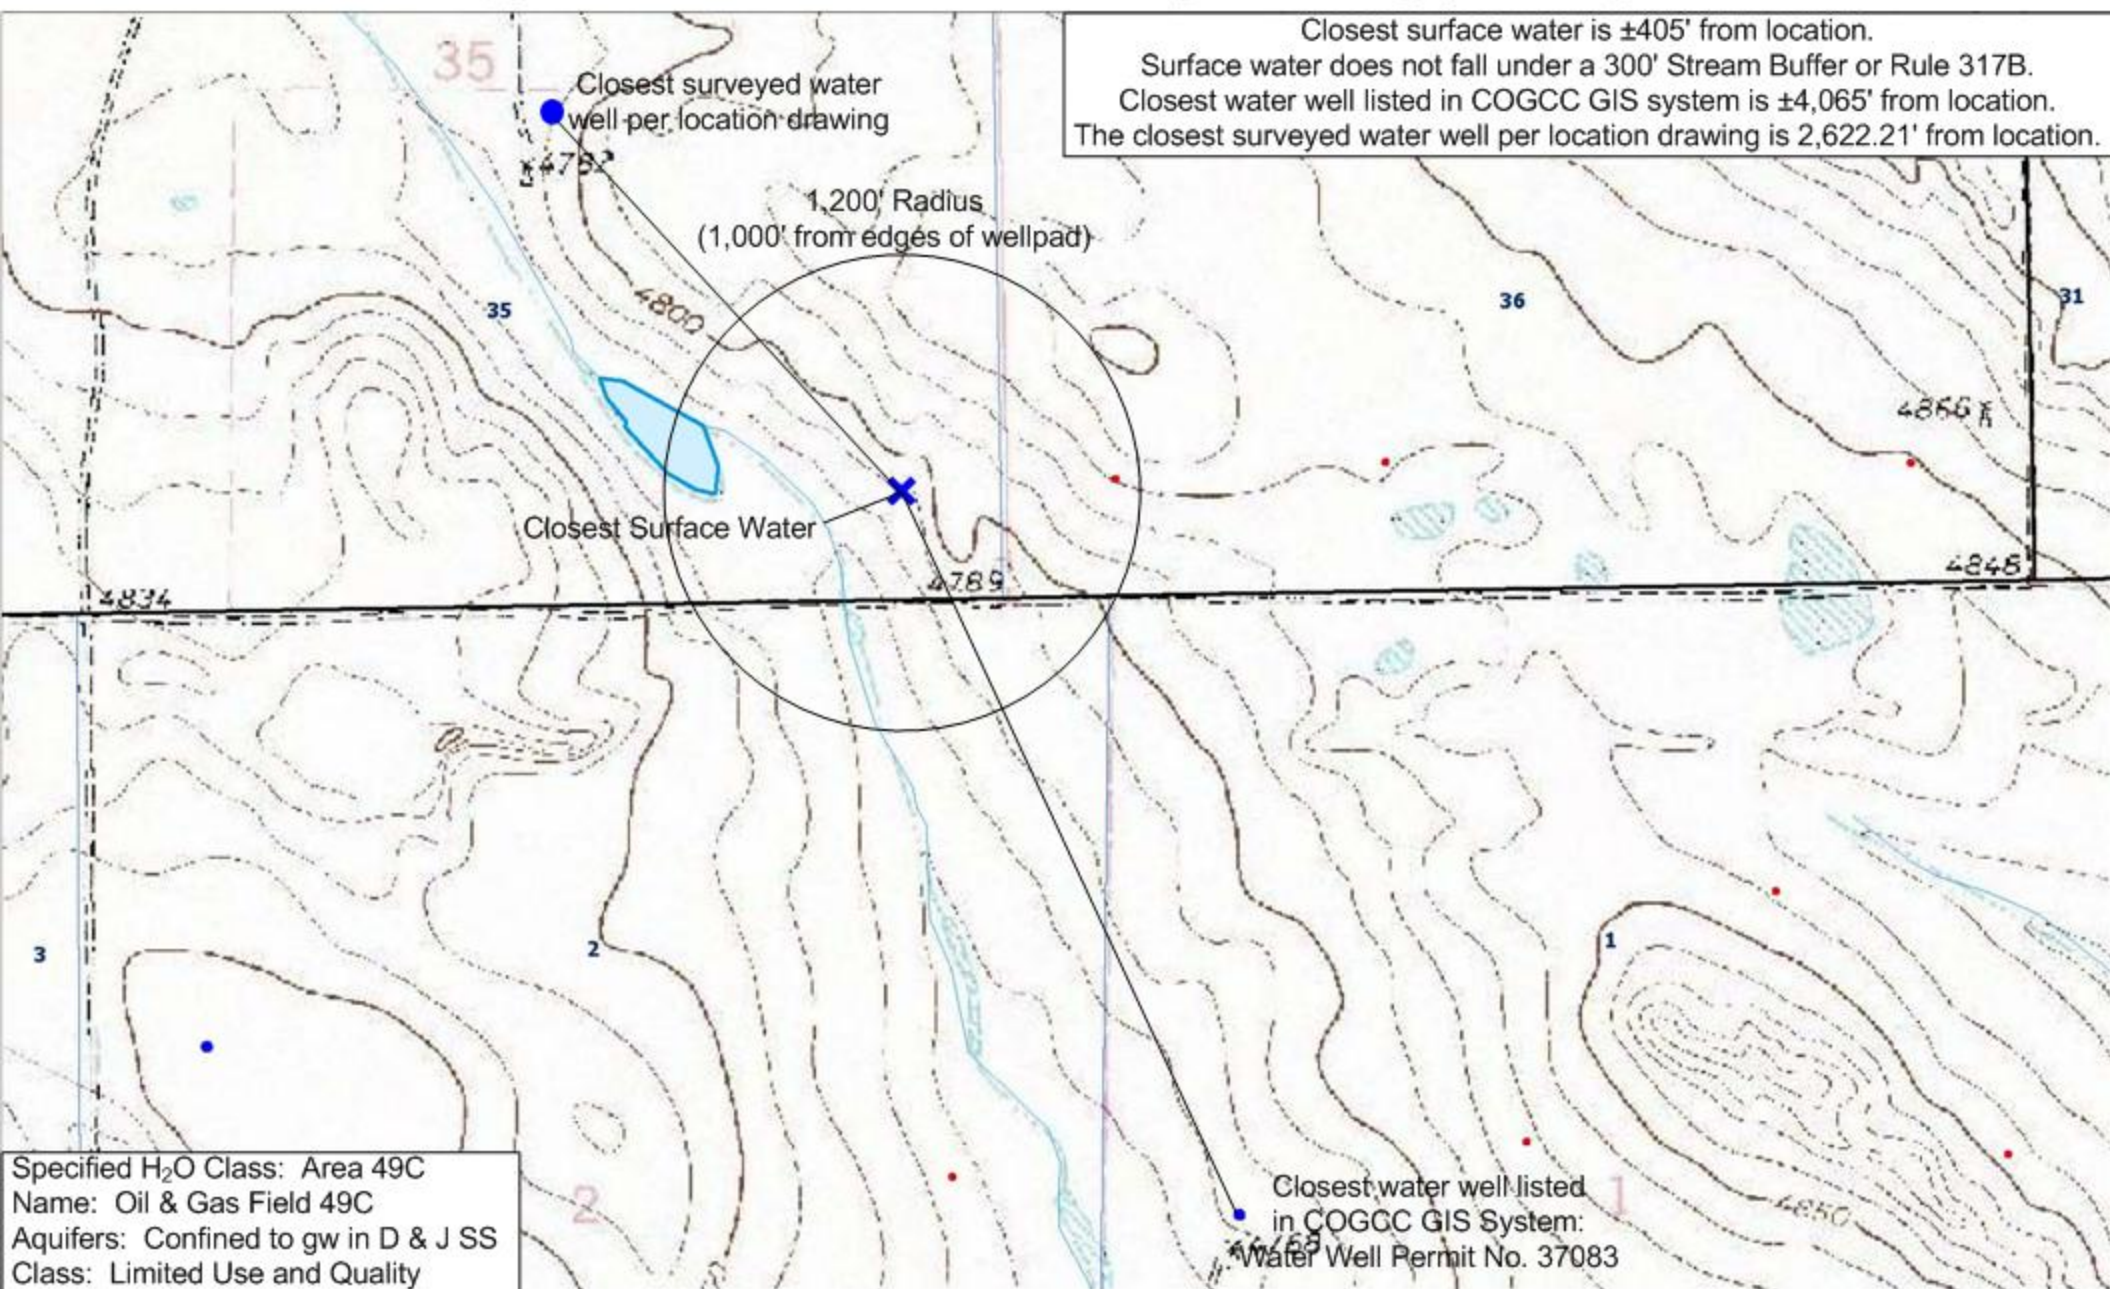 Closest surface water is ±405' from location.
Surface water does not fall under a 300' Stream Buffer or Rule 317B.
Closest water well listed in COGCC GIS system is ±4,065' from location.
The closest surveyed water well per location drawing is 2,622.21' from location.
35
Closest surveyed water
well per location drawing
1,200' Radius
(1,000' from edges of wellpad)
4800
35
36
31
4866
Closest Surface Water
4789
4848
4834
3
2
1
Specified H₂O Class: Area 49C
Name: Oil & Gas Field 49C
Aquifers: Confined to gw in D & J SS
Class: Limited Use and Quality
2
Closest water well listed
in COGCC GIS System:
Water Well Permit No. 37083
1
4850